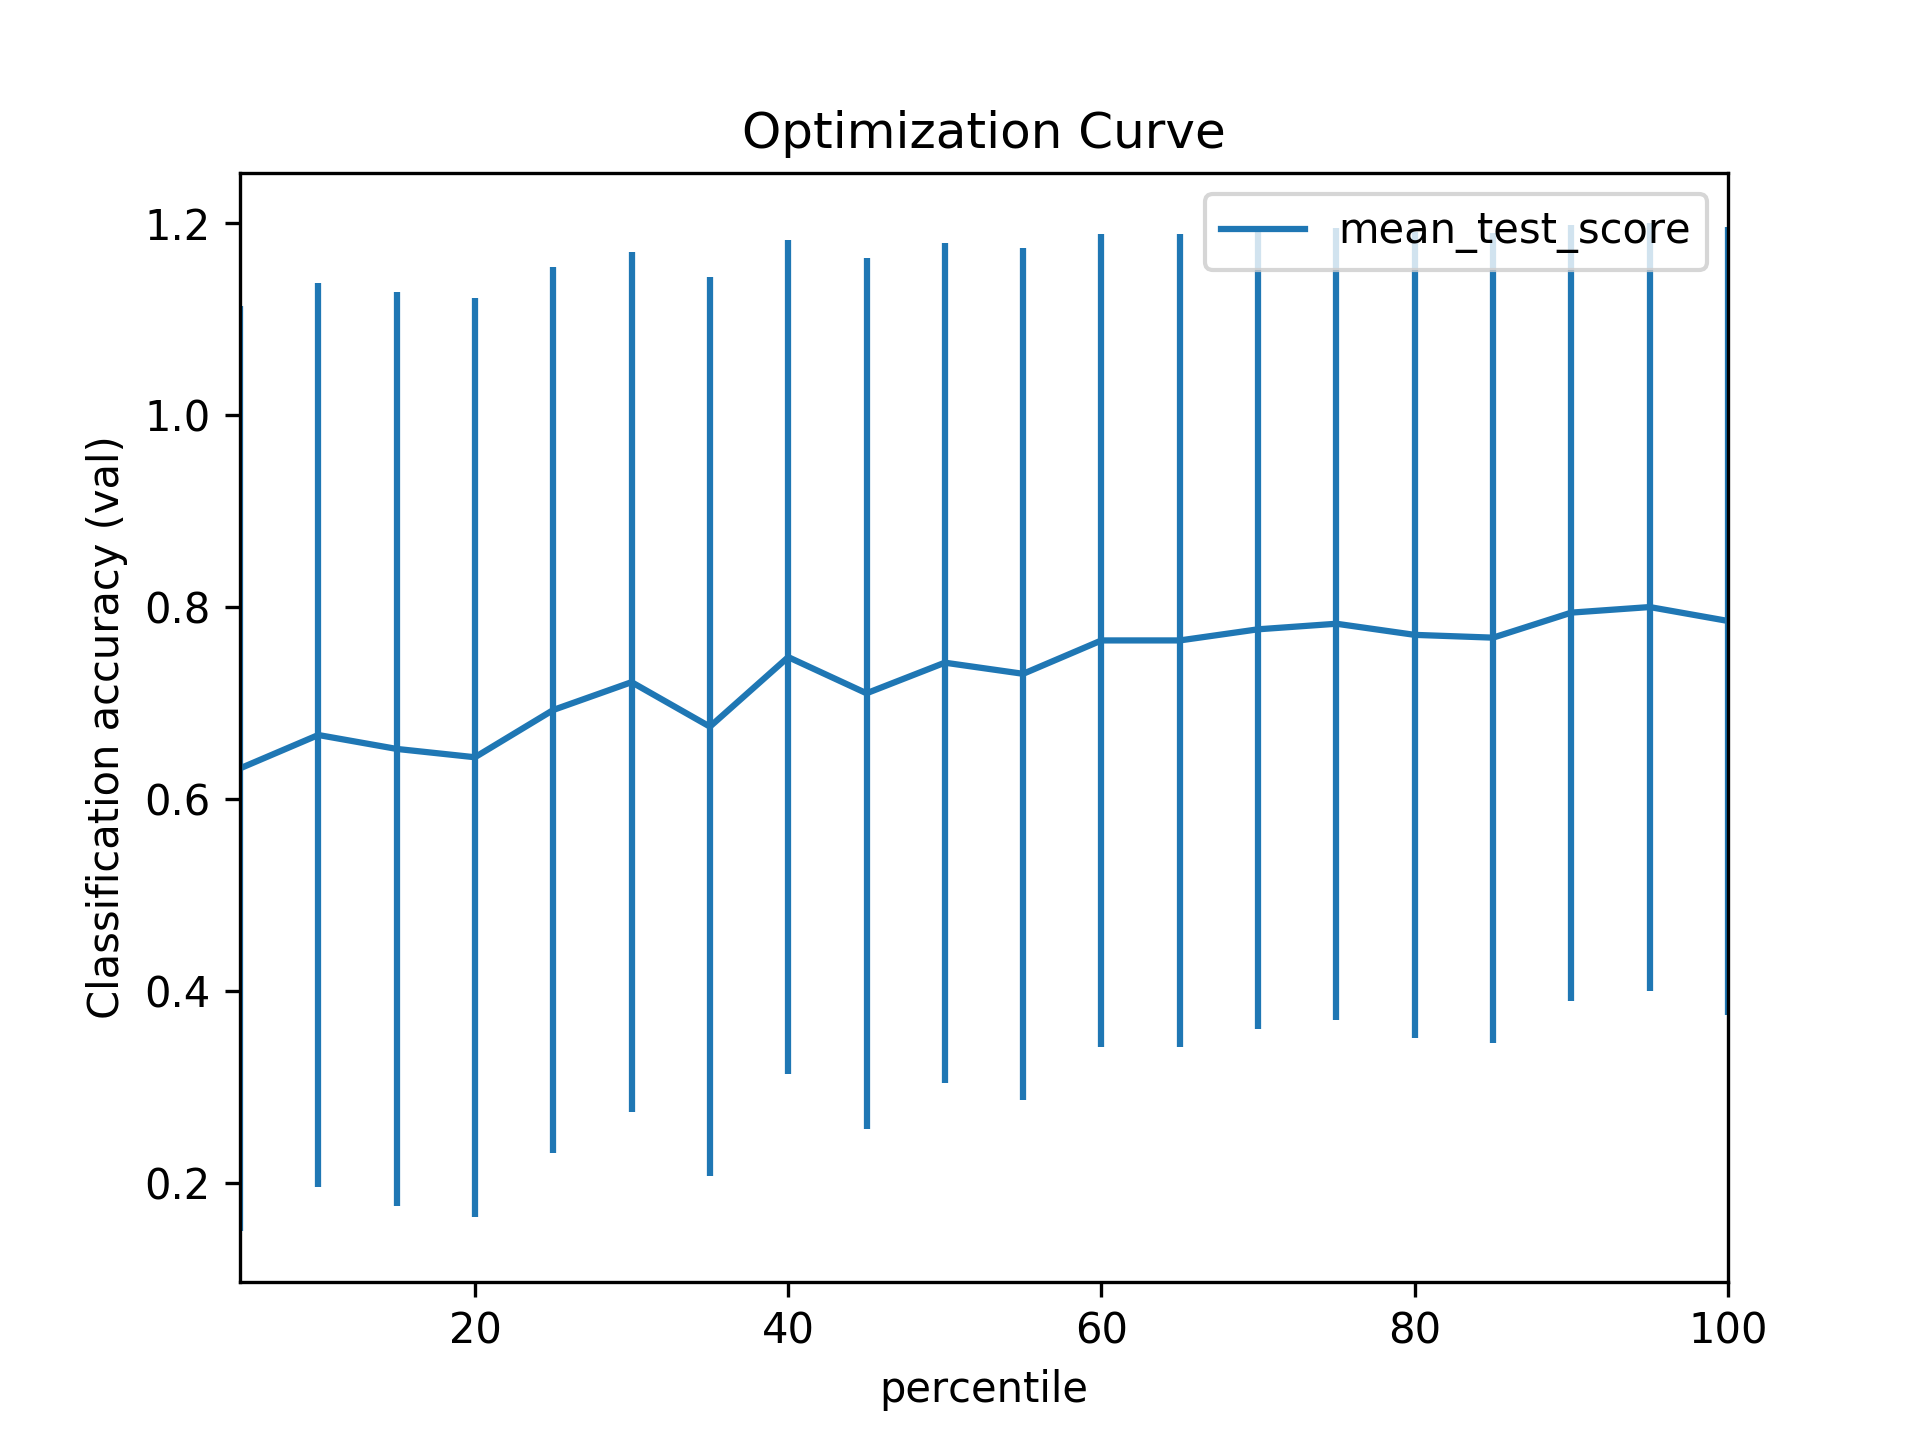 Optimization Curve
mean_test_score
Classification accuracy (val)
1.2
1.0
0.8
0.6
0.4
0.2
20 40 60 80 100
percentile